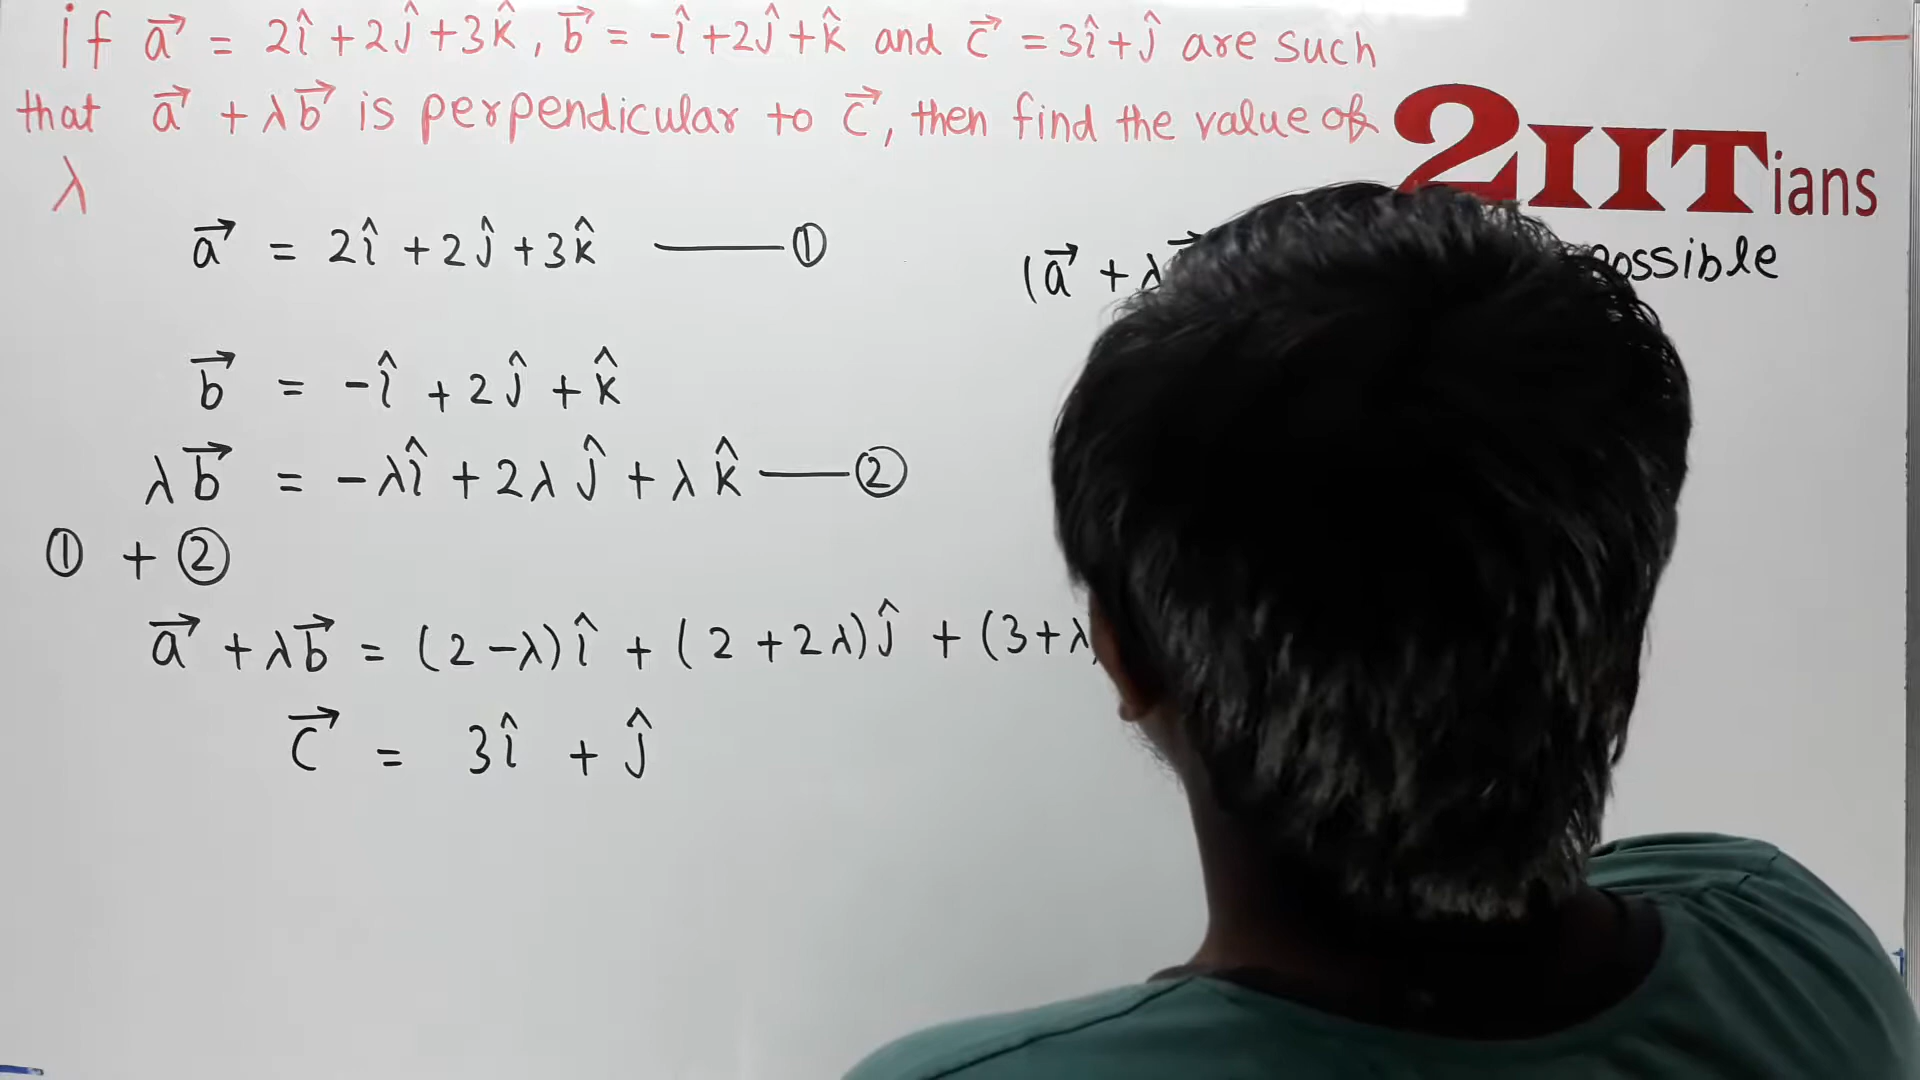 If a⃗ = 2î+2ĵ+3k̂, b⃗ = -î+2ĵ+k̂ and c⃗ = 3î+ĵ are such
that a⃗ + λb⃗ is perpendicular to c⃗, then find the value of
λ
2IITians
possible
a⃗ = 2î + 2ĵ + 3k̂ —— ①
(a⃗ + λ
b⃗ = -î + 2ĵ + k̂
λb⃗ = -λî + 2λĵ + λk̂ —— ②
① + ②
a⃗ + λb⃗ = (2-λ)î + (2+2λ)ĵ + (3+λ
c⃗ = 3î + ĵ